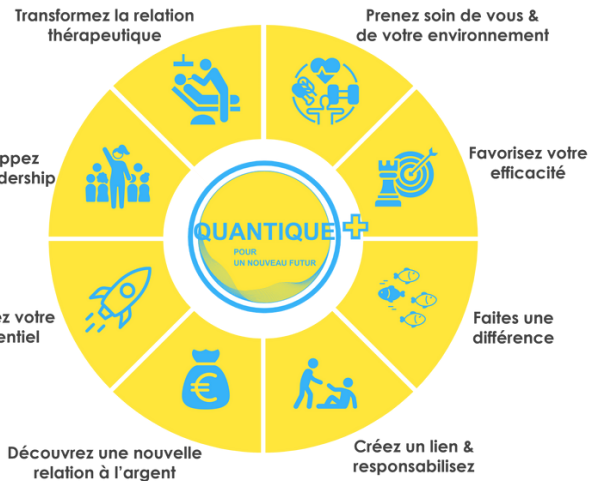 Transformez la relation
thérapeutique
Prenez soin de vous &
de votre environnement
Favorisez votre
efficacité
Faites une
différence
Créez un lien &
responsabilisez
Découvrez une nouvelle
relation à l'argent
votre
QUANTIQUE +
POUR
UN NOUVEAU FUTUR
€